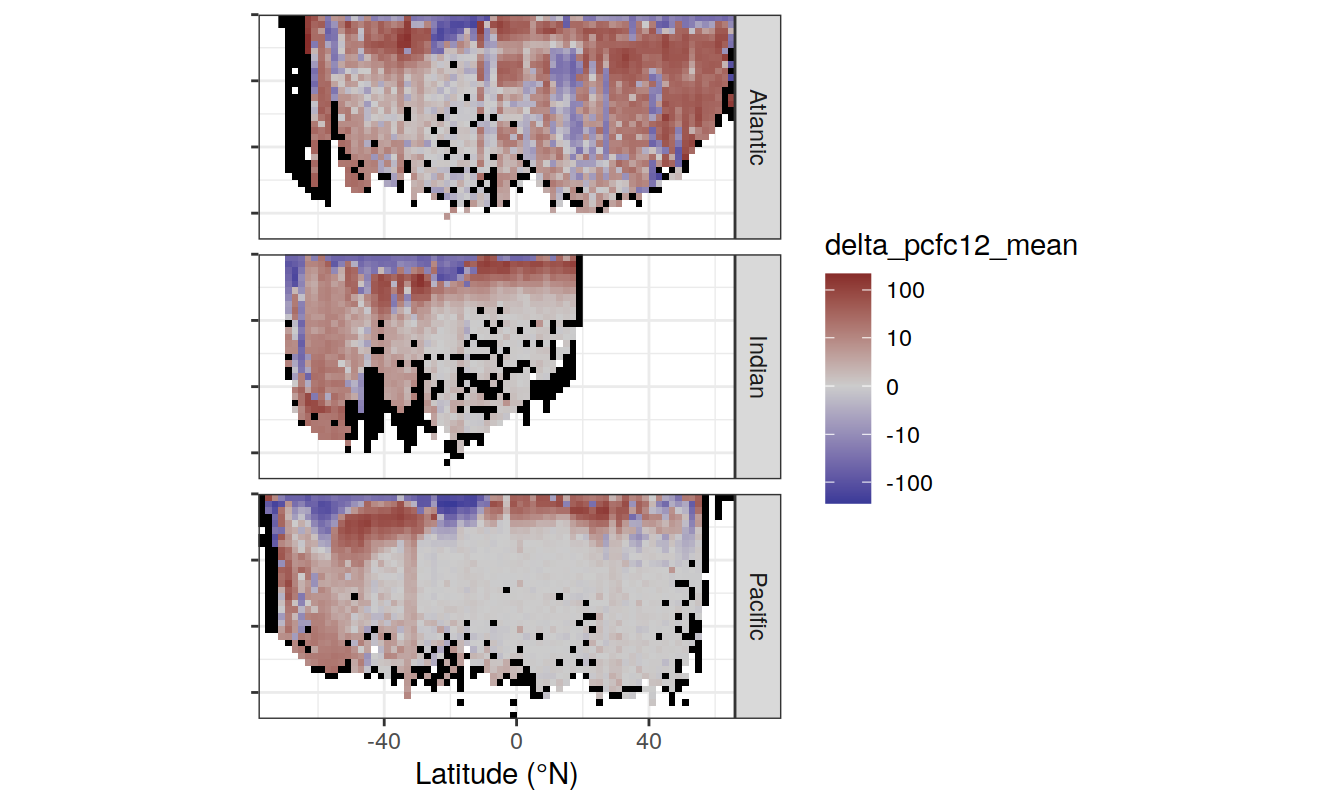 Atlantic
Indian
Pacific
-40 0 40
Latitude (°N)
delta_pcfc12_mean
100
10
0
-10
-100